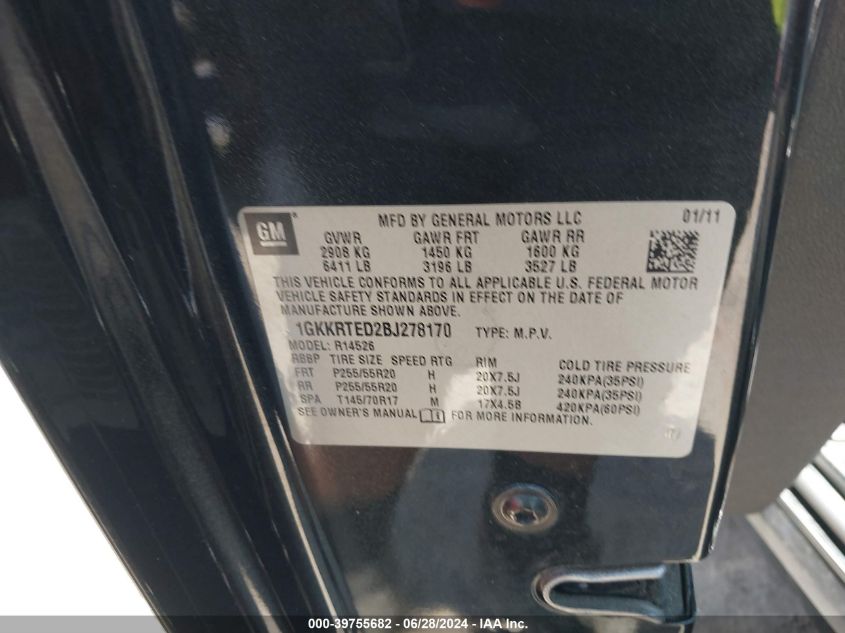 GM
MFD BY GENERAL MOTORS LLC 01/11
GVWR GAWR FRT GAWR RR
2908 KG 1450 KG 1600 KG
6411 LB 3196 LB 3527 LB
THIS VEHICLE CONFORMS TO ALL APPLICABLE U.S. FEDERAL MOTOR
VEHICLE SAFETY STANDARDS IN EFFECT ON THE DATE OF
MANUFACTURE SHOWN ABOVE.
1GKKRTED2BJ278170 TYPE: M.P.V.
MODEL: R14526
RBBP TIRE SIZE SPEED RTG RIM COLD TIRE PRESSURE
FRT P255/55R20 H 20X7.5J 240KPA(35PSI)
RR P255/55R20 H 20X7.5J 240KPA(35PSI)
SPA T145/70R17 M 17X4.5B 420KPA(60PSI)
SEE OWNER'S MANUAL FOR MORE INFORMATION.
000-39755682 / 06/28/2024 / IAA Inc.